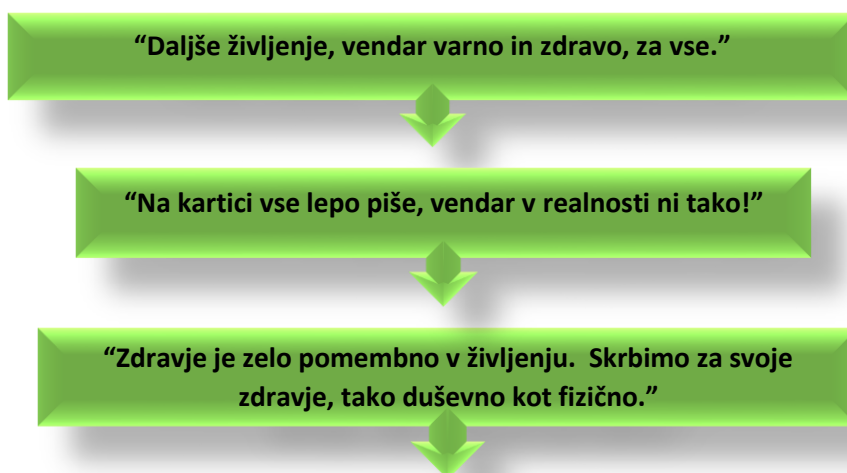 “Daljše življenje, vendar varno in zdravo, za vse.”
“Na kartici vse lepo piše, vendar v realnosti ni tako!”
“Zdravje je zelo pomembno v življenju.  Skrbimo za svoje
zdravje, tako duševno kot fizično.”